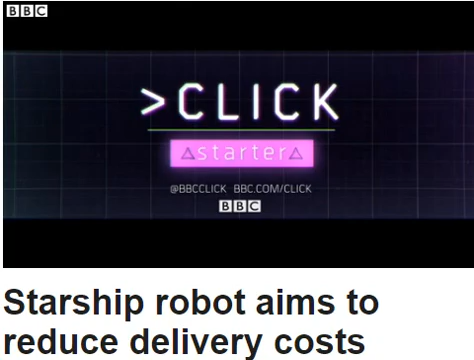 BBC
>CLICK
△starter△
@BBCCLICK BBC.COM/CLICK
BBC
Starship robot aims to
reduce delivery costs